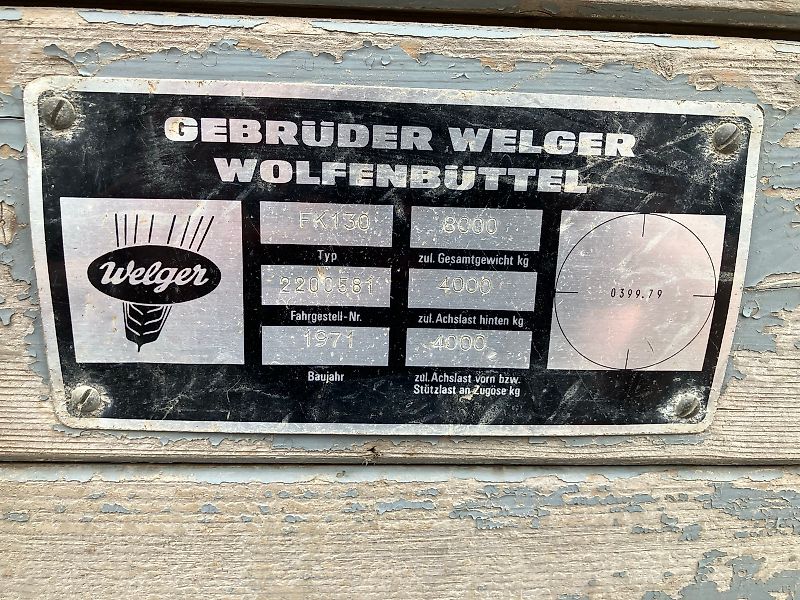 GEBRÜDER WELGER
WOLFENBÜTTEL
Welger
FK130
Typ
2200581
Fahrgestell-Nr.
1971
Baujahr
8000
zul. Gesamtgewicht kg
4000
zul. Achslast hinten kg
4000
zul. Achslast vorn bzw.
Stützlast an Zugöse kg
0399.79